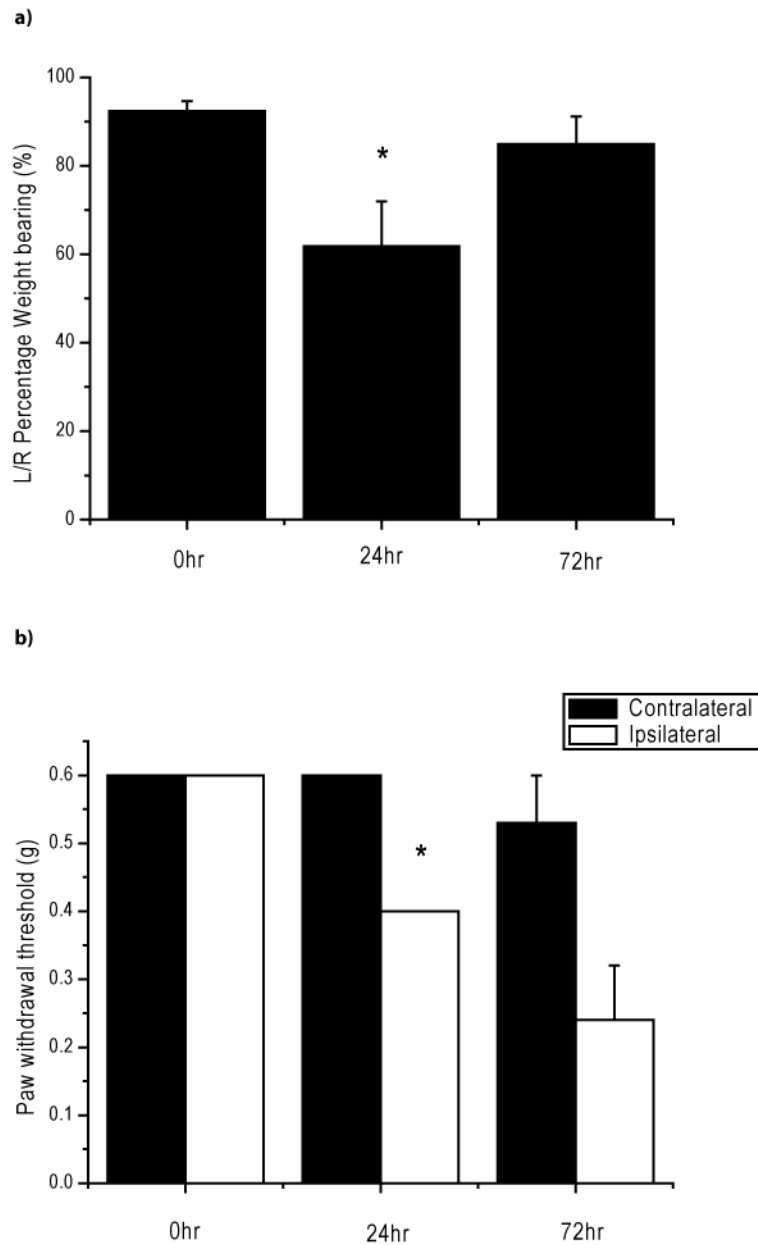 a)
L/R Percentage Weight bearing (%)
100
80
60
40
20
0
*
0hr
24hr
72hr
b)
Contralateral
Ipsilateral
Paw withdrawal threshold (g)
0.6
0.5
0.4
0.3
0.2
0.1
0.0
*
0hr
24hr
72hr